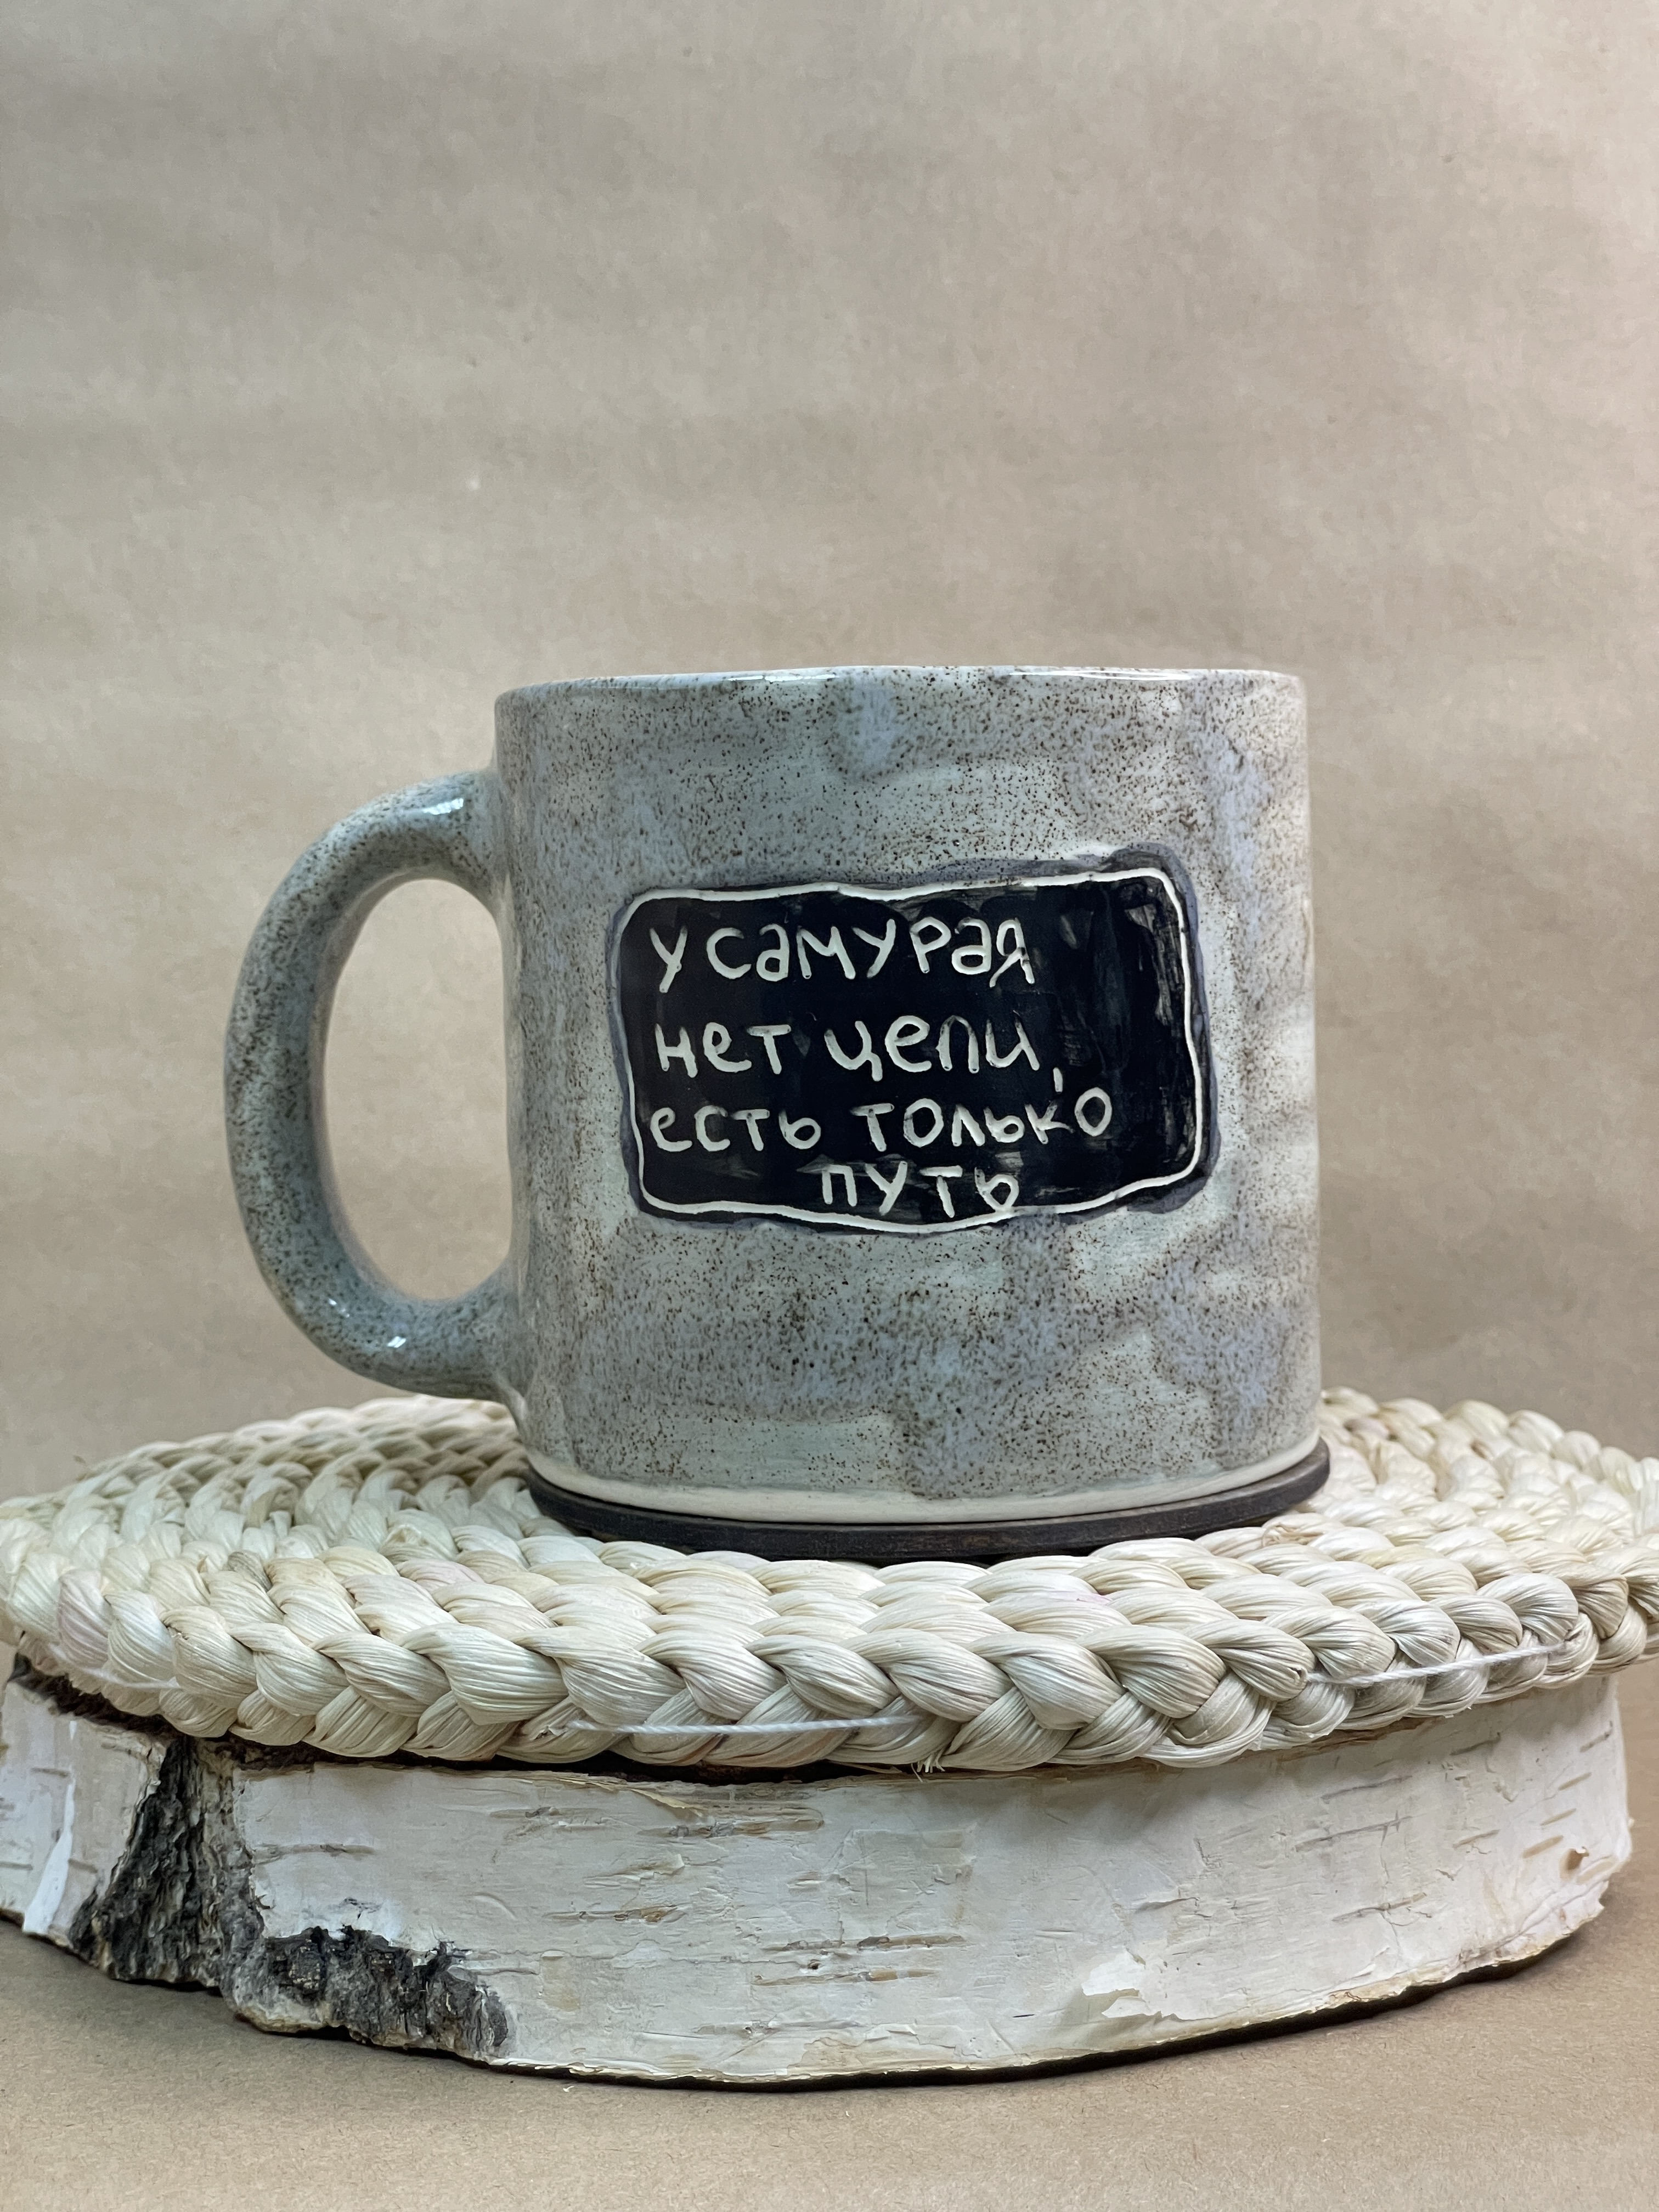 у самурая
нет цели,
есть только
путь